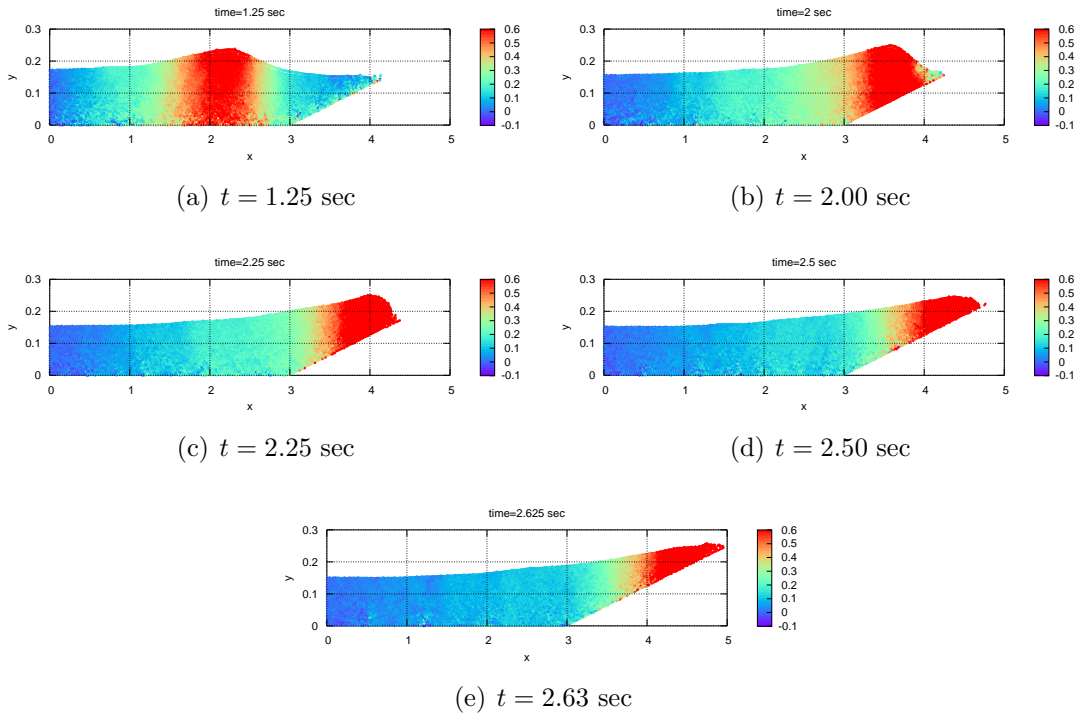 time=1.25 sec
0.3
0.2
0.1
0
y
0 1 2 3 4 5
x
0.6
0.5
0.4
0.3
0.2
0.1
0
-0.1
(a) t = 1.25 sec
time=2 sec
0.3
0.2
0.1
0
y
0 1 2 3 4 5
x
0.6
0.5
0.4
0.3
0.2
0.1
0
-0.1
(b) t = 2.00 sec
time=2.25 sec
0.3
0.2
0.1
0
y
0 1 2 3 4 5
x
0.6
0.5
0.4
0.3
0.2
0.1
0
-0.1
(c) t = 2.25 sec
time=2.5 sec
0.3
0.2
0.1
0
y
0 1 2 3 4 5
x
0.6
0.5
0.4
0.3
0.2
0.1
0
-0.1
(d) t = 2.50 sec
time=2.625 sec
0.3
0.2
0.1
0
y
0 1 2 3 4 5
x
0.6
0.5
0.4
0.3
0.2
0.1
0
-0.1
(e) t = 2.63 sec